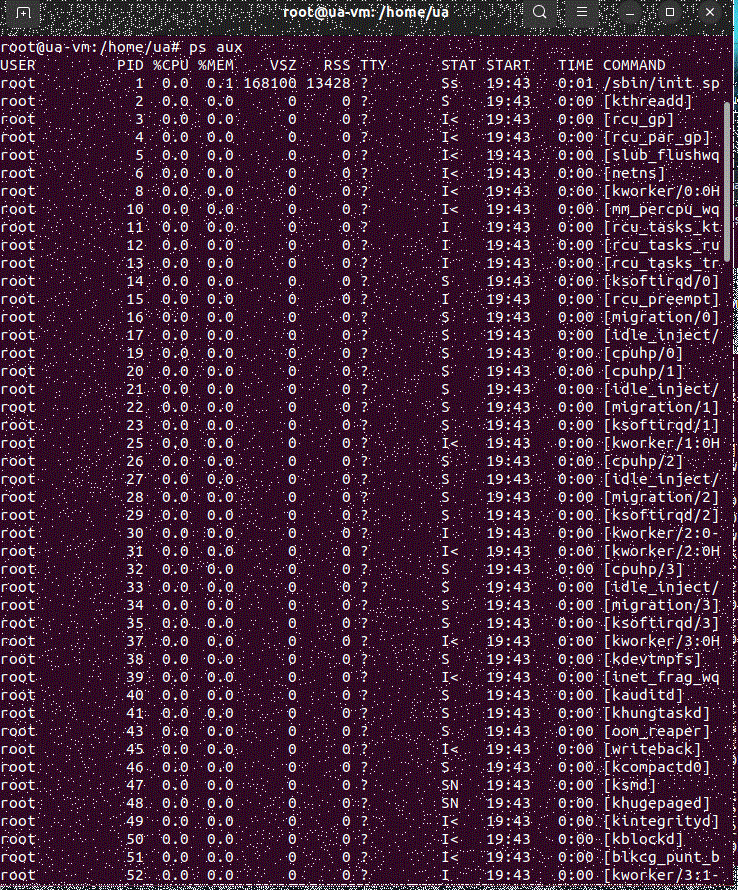 root@ua-vm: /home/ua
root@ua-vm:/home/ua# ps aux
USER         PID %CPU %MEM    VSZ   RSS TTY      STAT START   TIME COMMAND
root           1  0.0  0.1 168100 13428 ?        Ss   19:43   0:01 /sbin/init sp
root           2  0.0  0.0      0     0 ?        S    19:43   0:00 [kthreadd]
root           3  0.0  0.0      0     0 ?        I<   19:43   0:00 [rcu_gp]
root           4  0.0  0.0      0     0 ?        I<   19:43   0:00 [rcu_par_gp]
root           5  0.0  0.0      0     0 ?        I<   19:43   0:00 [slub_flushwq
root           6  0.0  0.0      0     0 ?        I<   19:43   0:00 [netns]
root           8  0.0  0.0      0     0 ?        I<   19:43   0:00 [kworker/0:0H
root          10  0.0  0.0      0     0 ?        I<   19:43   0:00 [mm_percpu_wq
root          11  0.0  0.0      0     0 ?        I    19:43   0:00 [rcu_tasks_kt
root          12  0.0  0.0      0     0 ?        I    19:43   0:00 [rcu_tasks_ru
root          13  0.0  0.0      0     0 ?        I    19:43   0:00 [rcu_tasks_tr
root          14  0.0  0.0      0     0 ?        S    19:43   0:00 [ksoftirqd/0]
root          15  0.0  0.0      0     0 ?        I    19:43   0:00 [rcu_preempt]
root          16  0.0  0.0      0     0 ?        S    19:43   0:00 [migration/0]
root          17  0.0  0.0      0     0 ?        S    19:43   0:00 [idle_inject/
root          19  0.0  0.0      0     0 ?        S    19:43   0:00 [cpuhp/0]
root          20  0.0  0.0      0     0 ?        S    19:43   0:00 [cpuhp/1]
root          21  0.0  0.0      0     0 ?        S    19:43   0:00 [idle_inject/
root          22  0.0  0.0      0     0 ?        S    19:43   0:00 [migration/1]
root          23  0.0  0.0      0     0 ?        S    19:43   0:00 [ksoftirqd/1]
root          25  0.0  0.0      0     0 ?        I<   19:43   0:00 [kworker/1:0H
root          26  0.0  0.0      0     0 ?        S    19:43   0:00 [cpuhp/2]
root          27  0.0  0.0      0     0 ?        S    19:43   0:00 [idle_inject/
root          28  0.0  0.0      0     0 ?        S    19:43   0:00 [migration/2]
root          29  0.0  0.0      0     0 ?        S    19:43   0:00 [ksoftirqd/2]
root          30  0.0  0.0      0     0 ?        I    19:43   0:00 [kworker/2:0-
root          31  0.0  0.0      0     0 ?        I<   19:43   0:00 [kworker/2:0H
root          32  0.0  0.0      0     0 ?        S    19:43   0:00 [cpuhp/3]
root          33  0.0  0.0      0     0 ?        S    19:43   0:00 [idle_inject/
root          34  0.0  0.0      0     0 ?        S    19:43   0:00 [migration/3]
root          35  0.0  0.0      0     0 ?        S    19:43   0:00 [ksoftirqd/3]
root          37  0.0  0.0      0     0 ?        I<   19:43   0:00 [kworker/3:0H
root          38  0.0  0.0      0     0 ?        S    19:43   0:00 [kdevtmpfs]
root          39  0.0  0.0      0     0 ?        I<   19:43   0:00 [inet_frag_wq
root          40  0.0  0.0      0     0 ?        S    19:43   0:00 [kauditd]
root          41  0.0  0.0      0     0 ?        S    19:43   0:00 [khungtaskd]
root          43  0.0  0.0      0     0 ?        S    19:43   0:00 [oom_reaper]
root          45  0.0  0.0      0     0 ?        I<   19:43   0:00 [writeback]
root          46  0.0  0.0      0     0 ?        S    19:43   0:00 [kcompactd0]
root          47  0.0  0.0      0     0 ?        SN   19:43   0:00 [ksmd]
root          48  0.0  0.0      0     0 ?        SN   19:43   0:00 [khugepaged]
root          49  0.0  0.0      0     0 ?        I<   19:43   0:00 [kintegrityd]
root          50  0.0  0.0      0     0 ?        I<   19:43   0:00 [kblockd]
root          51  0.0  0.0      0     0 ?        I<   19:43   0:00 [blkcg_punt_b
root          52  0.0  0.0      0     0 ?        I    19:43   0:00 [kworker/3:1-